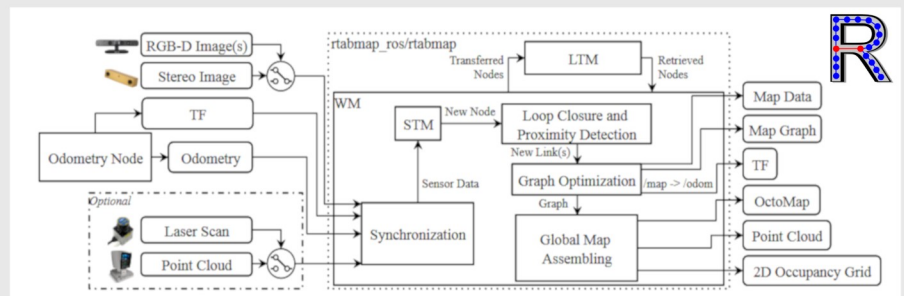 RGB-D Image(s)
Stereo Image
TF
Odometry Node
Odometry
Optional
Laser Scan
Point Cloud
rtabmap_ros/rtabmap
Transferred
Nodes
LTM
Retrieved
Nodes
WM
STM
New Node
Loop Closure and
Proximity Detection
New Link(s)
Sensor Data
Graph Optimization
/map -> /odom
Graph
Synchronization
Global Map
Assembling
Map Data
Map Graph
TF
OctoMap
Point Cloud
2D Occupancy Grid
R